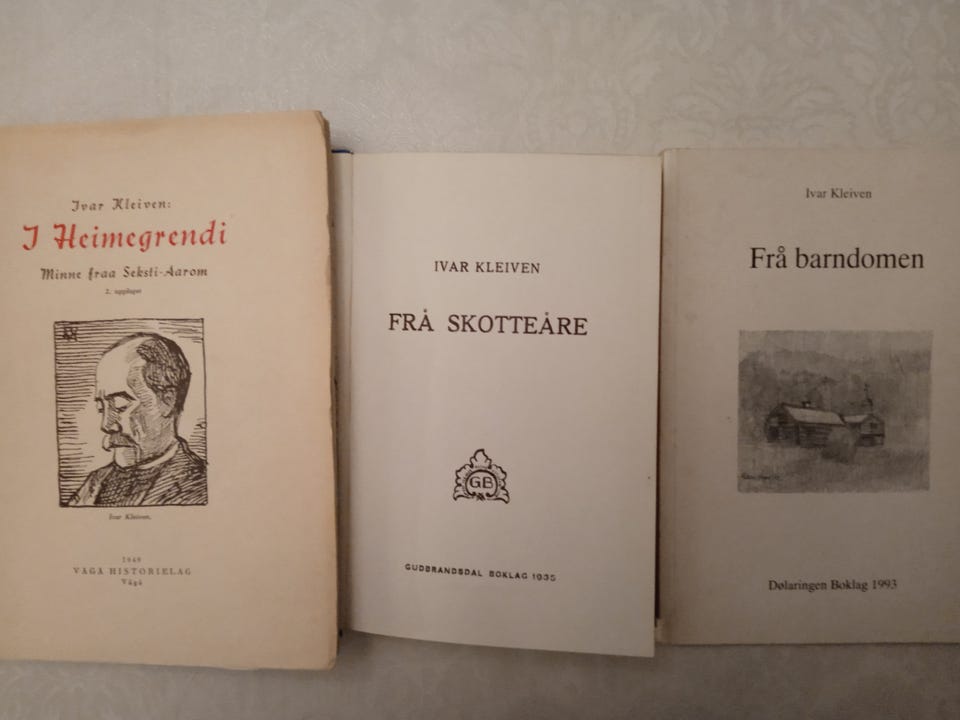 Ivar Kleiven:
I Heimegrendi
Minne fraa Seksti-Aarom
2. upplaget
Ivar Kleiven.
1948
VÅGÅ HISTORIELAG
Vågå
IVAR KLEIVEN
FRÅ SKOTTEÅRE
GB
GUDBRANDSDAL BOKLAG 1935
Ivar Kleiven
Frå barndomen
Dølaringen Boklag 1993